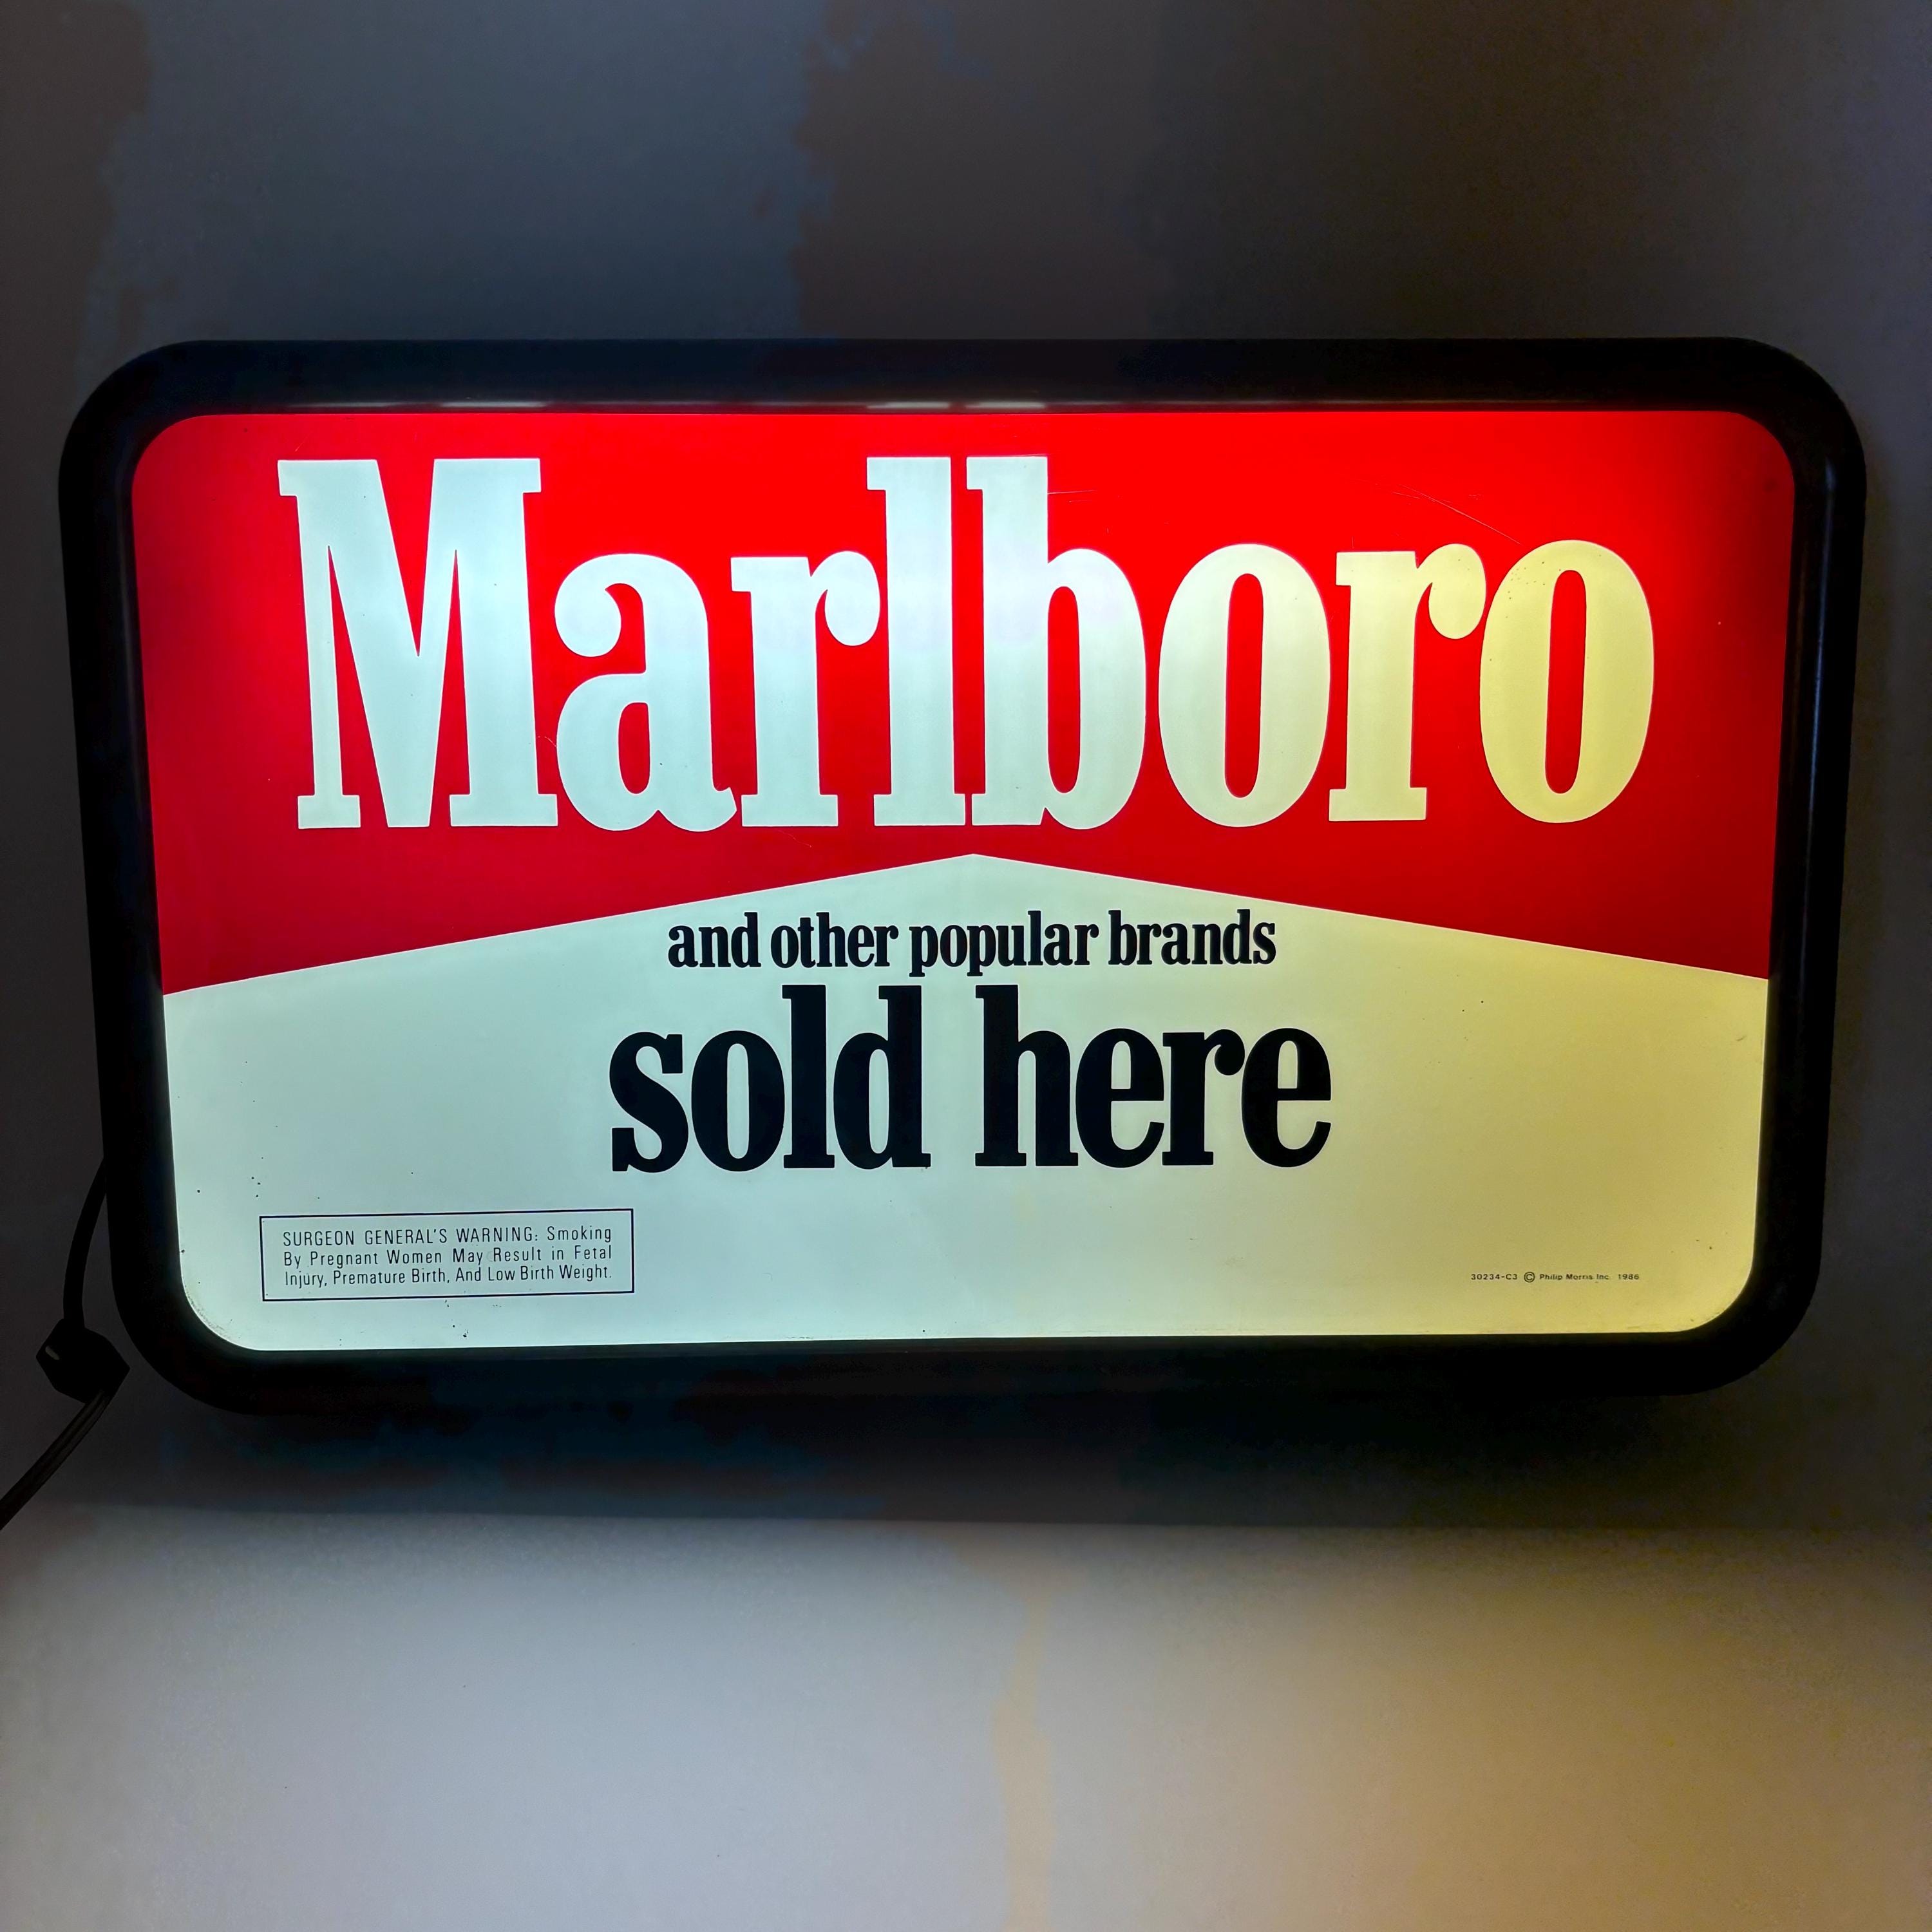 Marlboro
and other popular brands
sold here
SURGEON GENERAL'S WARNING: Smoking
By Pregnant Women May Result in Fetal
Injury, Premature Birth, And Low Birth Weight.
30234-C3 © Philip Morris Inc. 1986